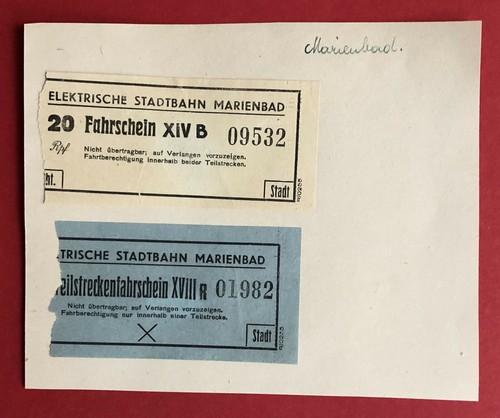 Marienbad.
ELEKTRISCHE STADTBAHN MARIENBAD
20 Fahrschein XIV B 09532
Rpf
Nicht übertragbar; auf Verlangen vorzuzeigen.
Fahrtberechtigung innerhalb beider Teilstrecken.
ht. Stadt
TRISCHE STADTBAHN MARIENBAD
eilstreckenfahrschein XVIII R 01982
Nicht übertragbar; auf Verlangen vorzuzeigen.
Fahrberechtigung nur innerhalb einer Teilstrecke.
X
Stadt